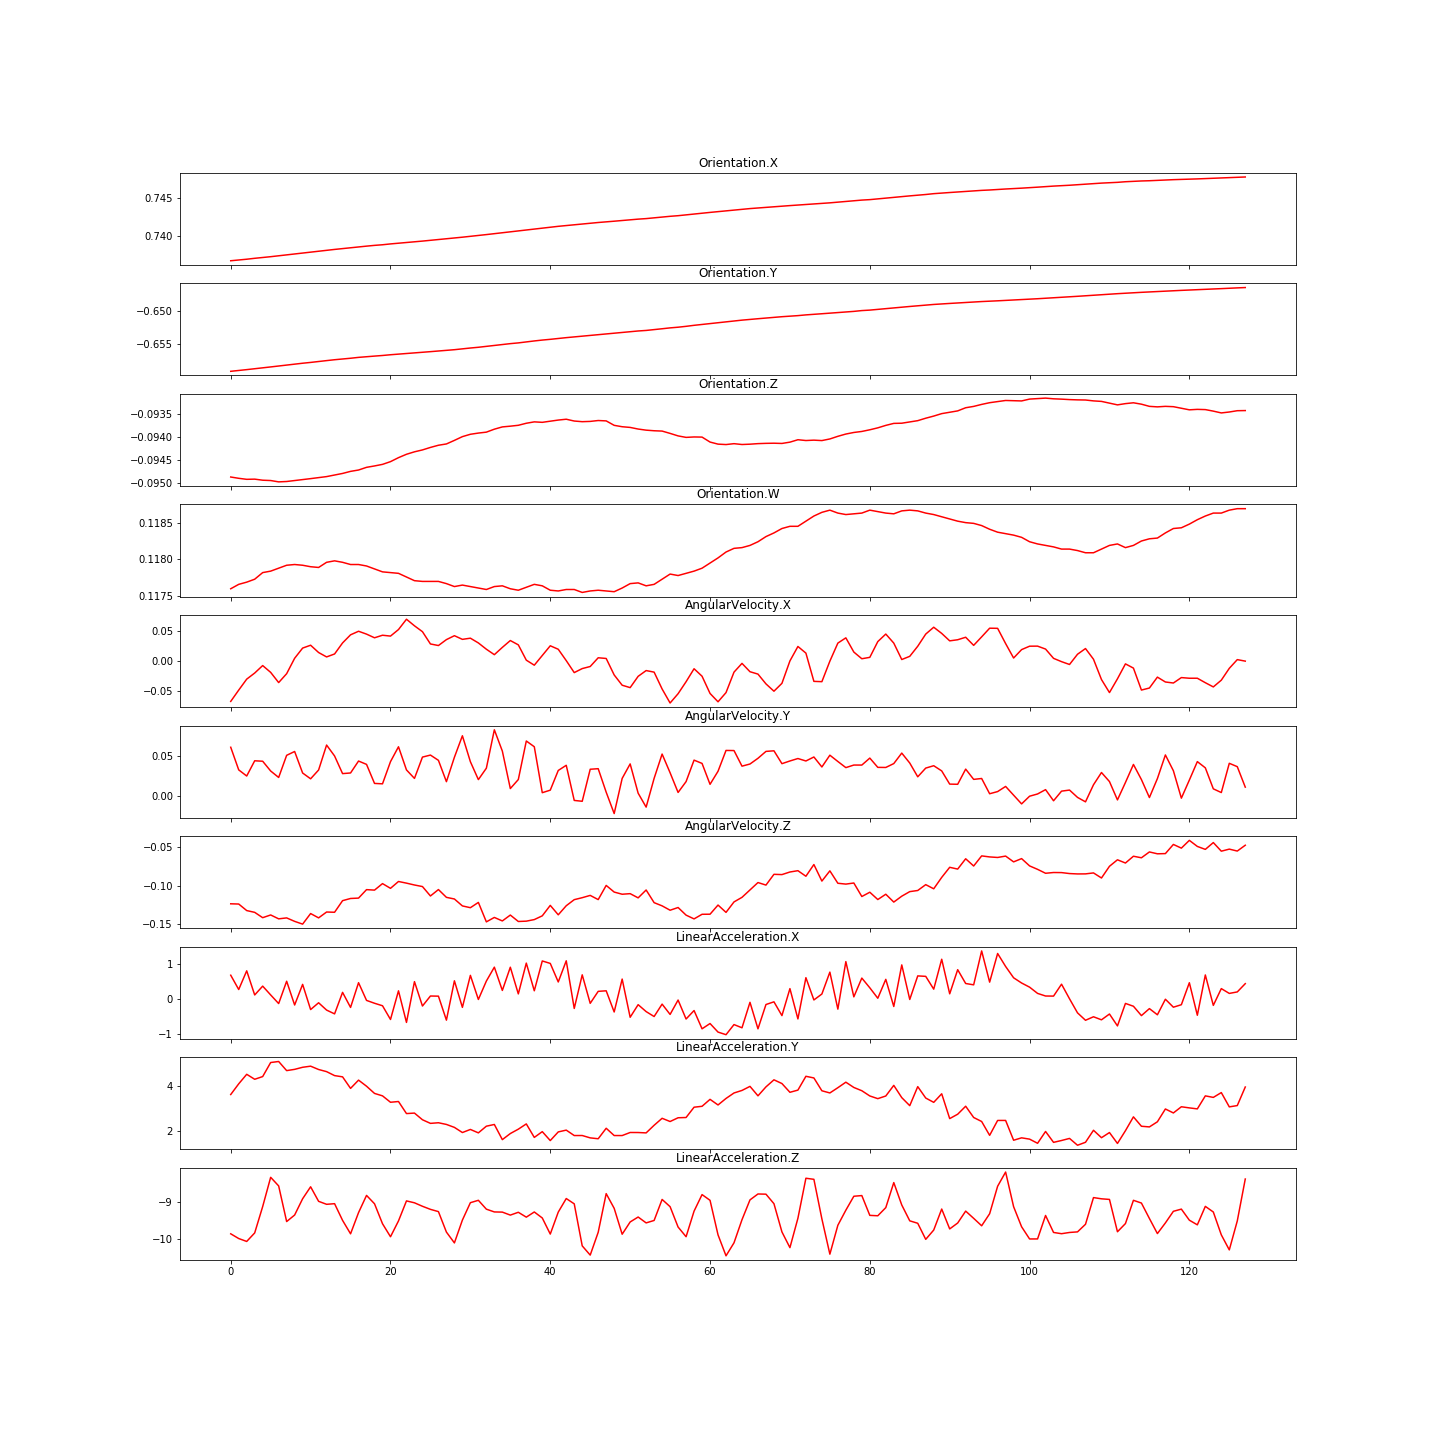 Orientation.X
0.745
0.740
Orientation.Y
−0.650
−0.655
Orientation.Z
−0.0935
−0.0940
−0.0945
−0.0950
Orientation.W
0.1185
0.1180
0.1175
AngularVelocity.X
0.05
0.00
−0.05
AngularVelocity.Y
0.05
0.00
AngularVelocity.Z
−0.05
−0.10
−0.15
LinearAcceleration.X
1
0
−1
LinearAcceleration.Y
4
2
LinearAcceleration.Z
−9
−10
0 20 40 60 80 100 120